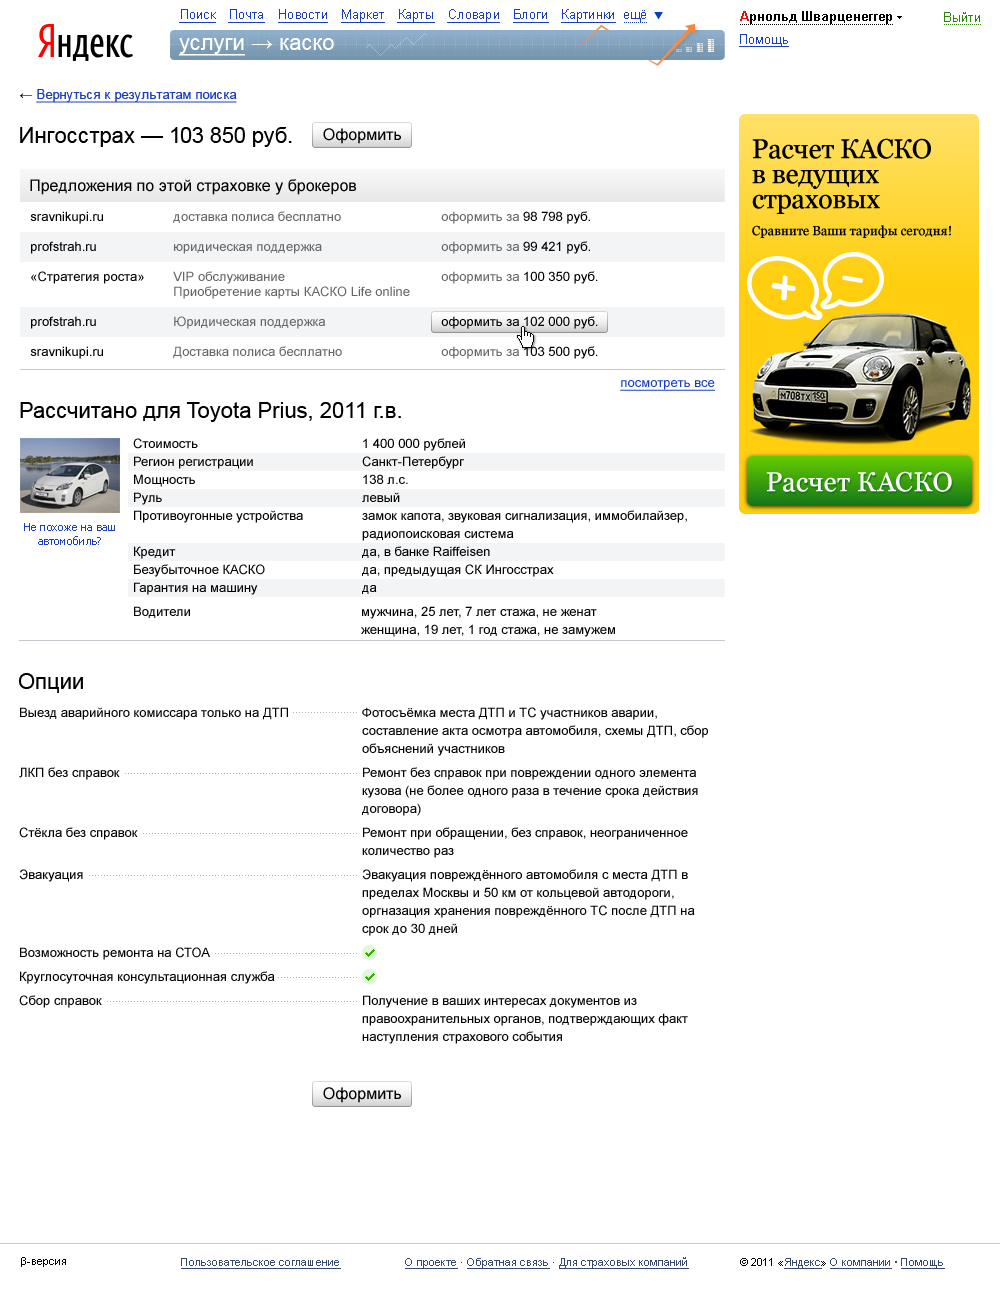 Поиск Почта Новости Маркет Карты Словари Блоги Картинки ещё ▼
Арнольд Шварценеггер
Выйти
Яндекс
услуги → каско
Помощь
← Вернуться к результатам поиска
Ингосстрах — 103 850 руб. Оформить
Предложения по этой страховке у брокеров
sravnikupi.ru доставка полиса бесплатно оформить за 98 798 руб.
profstrah.ru юридическая поддержка оформить за 99 421 руб.
«Стратегия роста» VIP обслуживание оформить за 100 350 руб.
Приобретение карты КАСКО Life online
profstrah.ru Юридическая поддержка оформить за 102 000 руб.
sravnikupi.ru Доставка полиса бесплатно оформить за 103 500 руб.
посмотреть все
Расчет КАСКО
в ведущих
страховых
Сравните Ваши тарифы сегодня!
М708ТХ 150
Расчет КАСКО
Рассчитано для Toyota Prius, 2011 г.в.
Не похоже на ваш
автомобиль?
Стоимость 1 400 000 рублей
Регион регистрации Санкт-Петербург
Мощность 138 л.с.
Руль левый
Противоугонные устройства замок капота, звуковая сигнализация, иммобилайзер,
радиопоисковая система
Кредит да, в банке Raiffeisen
Безубыточное КАСКО да, предыдущая СК Ингосстрах
Гарантия на машину да
Водители мужчина, 25 лет, 7 лет стажа, не женат
женщина, 19 лет, 1 год стажа, не замужем
Опции
Выезд аварийного комиссара только на ДТП Фотосъёмка места ДТП и ТС участников аварии,
составление акта осмотра автомобиля, схемы ДТП, сбор
объяснений участников
ЛКП без справок Ремонт без справок при повреждении одного элемента
кузова (не более одного раза в течение срока действия
договора)
Стёкла без справок Ремонт при обращении, без справок, неограниченное
количество раз
Эвакуация Эвакуация повреждённого автомобиля с места ДТП в
пределах Москвы и 50 км от кольцевой автодороги,
оргназация хранения повреждённого ТС после ДТП на
срок до 30 дней
Возможность ремонта на СТОА
Круглосуточная консультационная служба
Сбор справок Получение в ваших интересах документов из
правоохранительных органов, подтверждающих факт
наступления страхового события
Оформить
β-версия Пользовательское соглашение О проекте · Обратная связь · Для страховых компаний © 2011 «Яндекс» О компании • Помощь